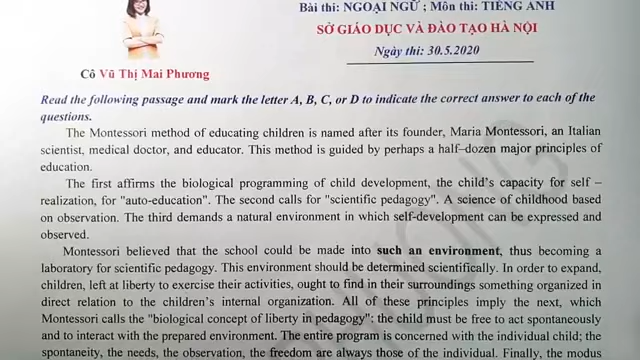 Bài thi: NGOẠI NGỮ ; Môn thi: TIẾNG ANH
SỞ GIÁO DỤC VÀ ĐÀO TẠO HÀ NỘI
Ngày thi: 30.5.2020
Cô Vũ Thị Mai Phương
Read the following passage and mark the letter A, B, C, or D to indicate the correct answer to each of the
questions.
The Montessori method of educating children is named after its founder, Maria Montessori, an Italian
scientist, medical doctor, and educator. This method is guided by perhaps a half–dozen major principles of
education.
The first affirms the biological programming of child development, the child's capacity for self –
realization, for "auto-education". The second calls for "scientific pedagogy". A science of childhood based
on observation. The third demands a natural environment in which self-development can be expressed and
observed.
Montessori believed that the school could be made into such an environment, thus becoming a
laboratory for scientific pedagogy. This environment should be determined scientifically. In order to expand,
children, left at liberty to exercise their activities, ought to find in their surroundings something organized in
direct relation to the children's internal organization. All of these principles imply the next, which
Montessori calls the "biological concept of liberty in pedagogy": the child must be free to act spontaneously
and to interact with the prepared environment. The entire program is concerned with the individual child; the
spontaneity, the needs, the observation, the freedom are always those of the individual. Finally, the modus